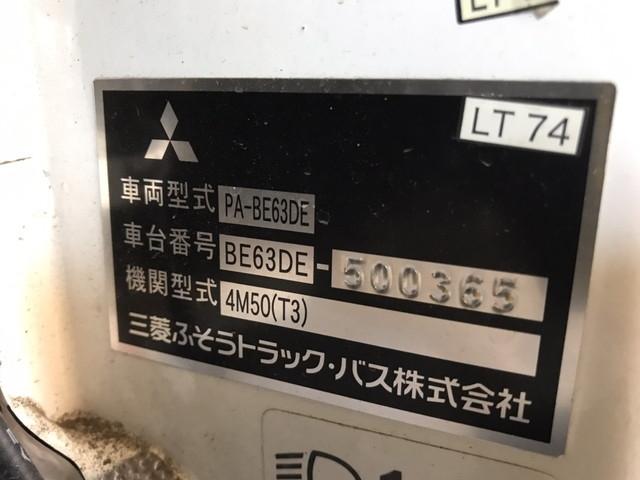 LT 74
車両型式 PA-BE63DE
車台番号 BE63DE-500365
機関型式 4M50(T3)
三菱ふそうトラック・バス株式会社